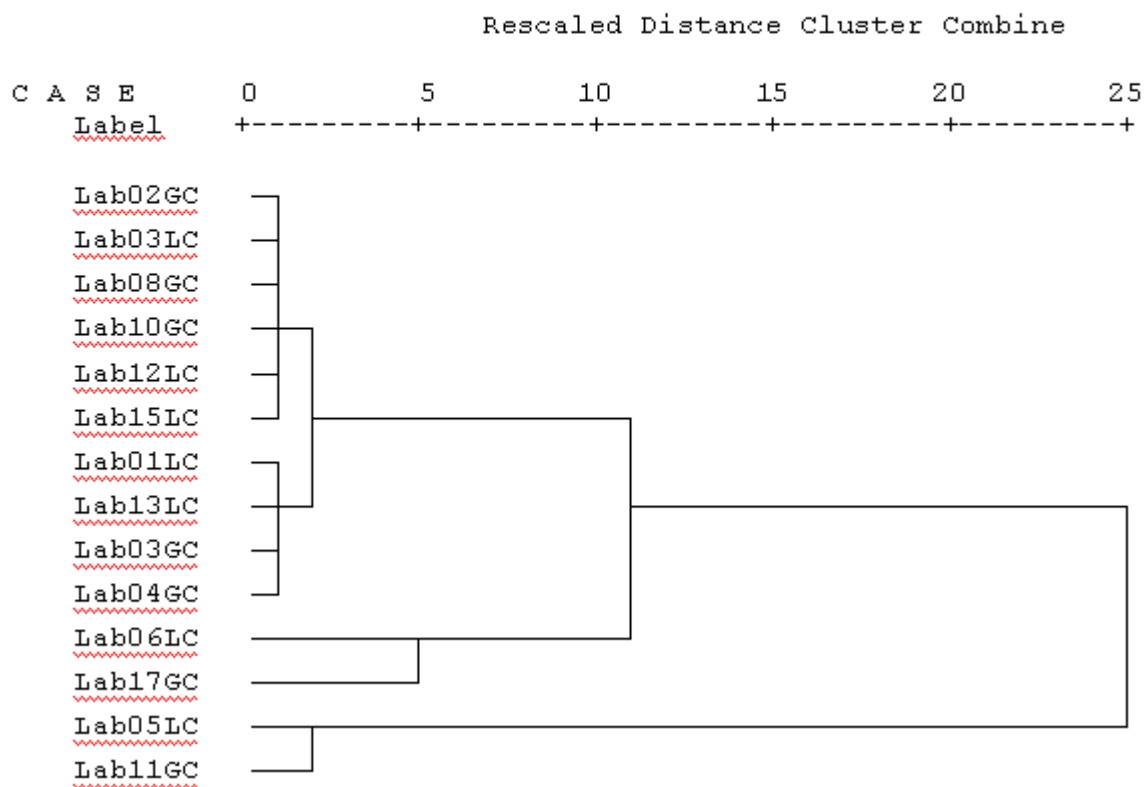 Rescaled Distance Cluster Combine
C A S E 0 5 10 15 20 25
Label +---------+---------+---------+---------+---------+
Lab02GC
Lab03LC
Lab08GC
Lab10GC
Lab12LC
Lab15LC
Lab01LC
Lab13LC
Lab03GC
Lab04GC
Lab06LC
Lab17GC
Lab05LC
Lab11GC